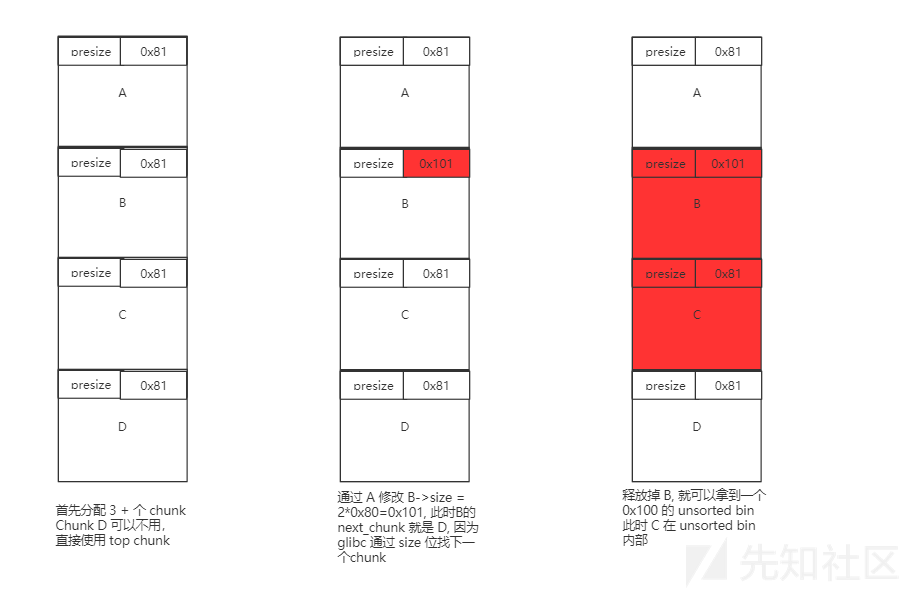 presize 0x81
A
presize 0x81
B
presize 0x81
C
presize 0x81
D
首先分配 3 + 个 chunk
Chunk D 可以不用,
直接使用 top chunk
presize 0x81
A
presize 0x101
B
presize 0x81
C
presize 0x81
D
通过 A 修改 B->size =
2*0x80=0x101, 此时B的
next_chunk 就是 D, 因为
glibc 通过 size 位找下一
个chunk
presize 0x81
A
presize 0x101
B
presize 0x81
C
presize 0x81
D
释放掉 B, 就可以拿到一个
0x100 的 unsorted bin
此时 C 在 unsorted bin
内部
先知社区